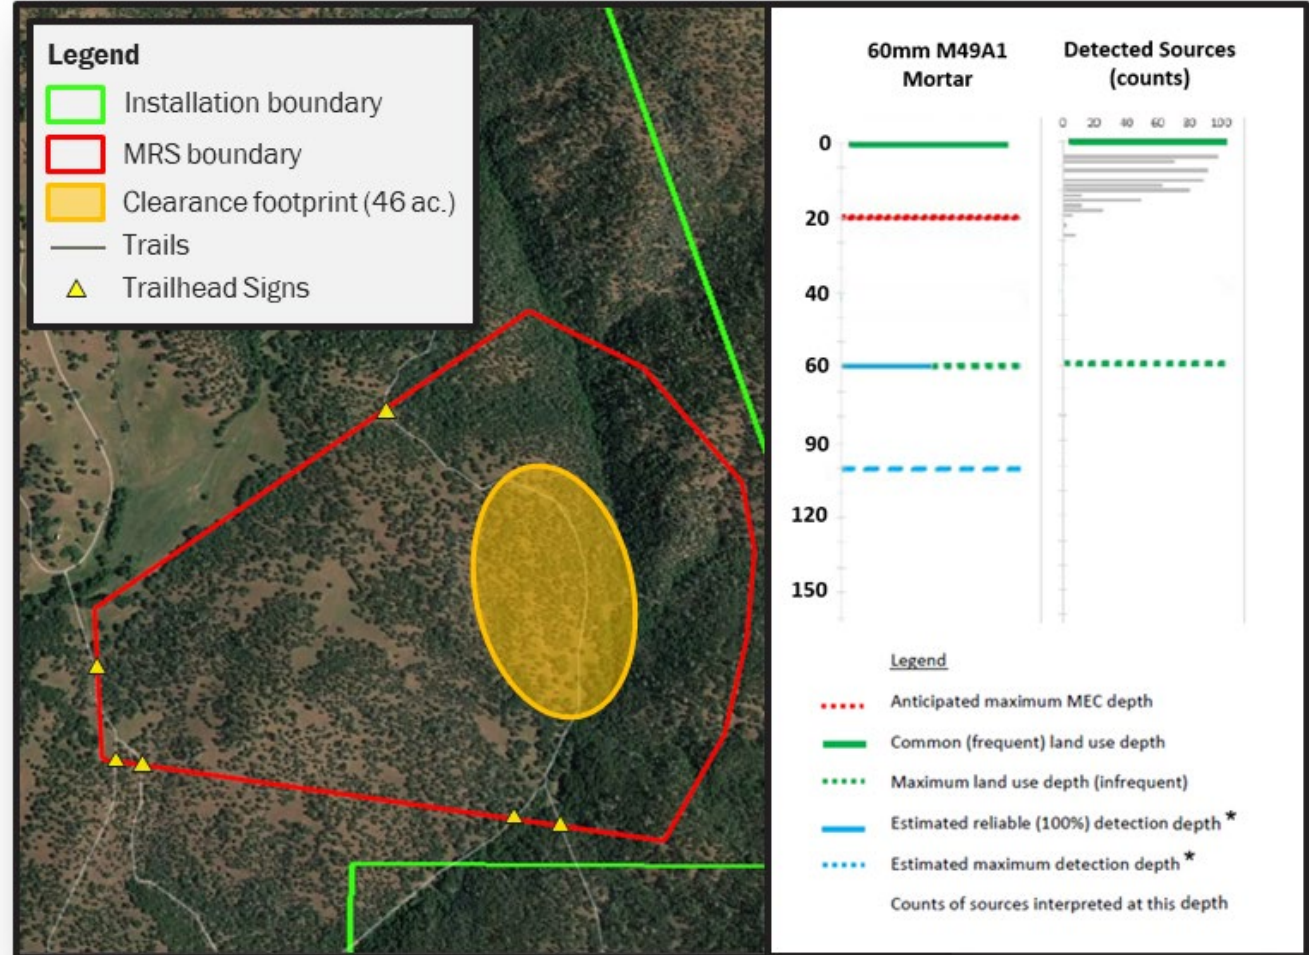 Legend
Installation boundary
MRS boundary
Clearance footprint (46 ac.)
Trails
Trailhead Signs
60mm M49A1
Mortar
0
20
40
60
90
120
150
Detected Sources
(counts)
0 20 40 60 80 100
Legend
Anticipated maximum MEC depth
Common (frequent) land use depth
Maximum land use depth (infrequent)
Estimated reliable (100%) detection depth *
Estimated maximum detection depth *
Counts of sources interpreted at this depth